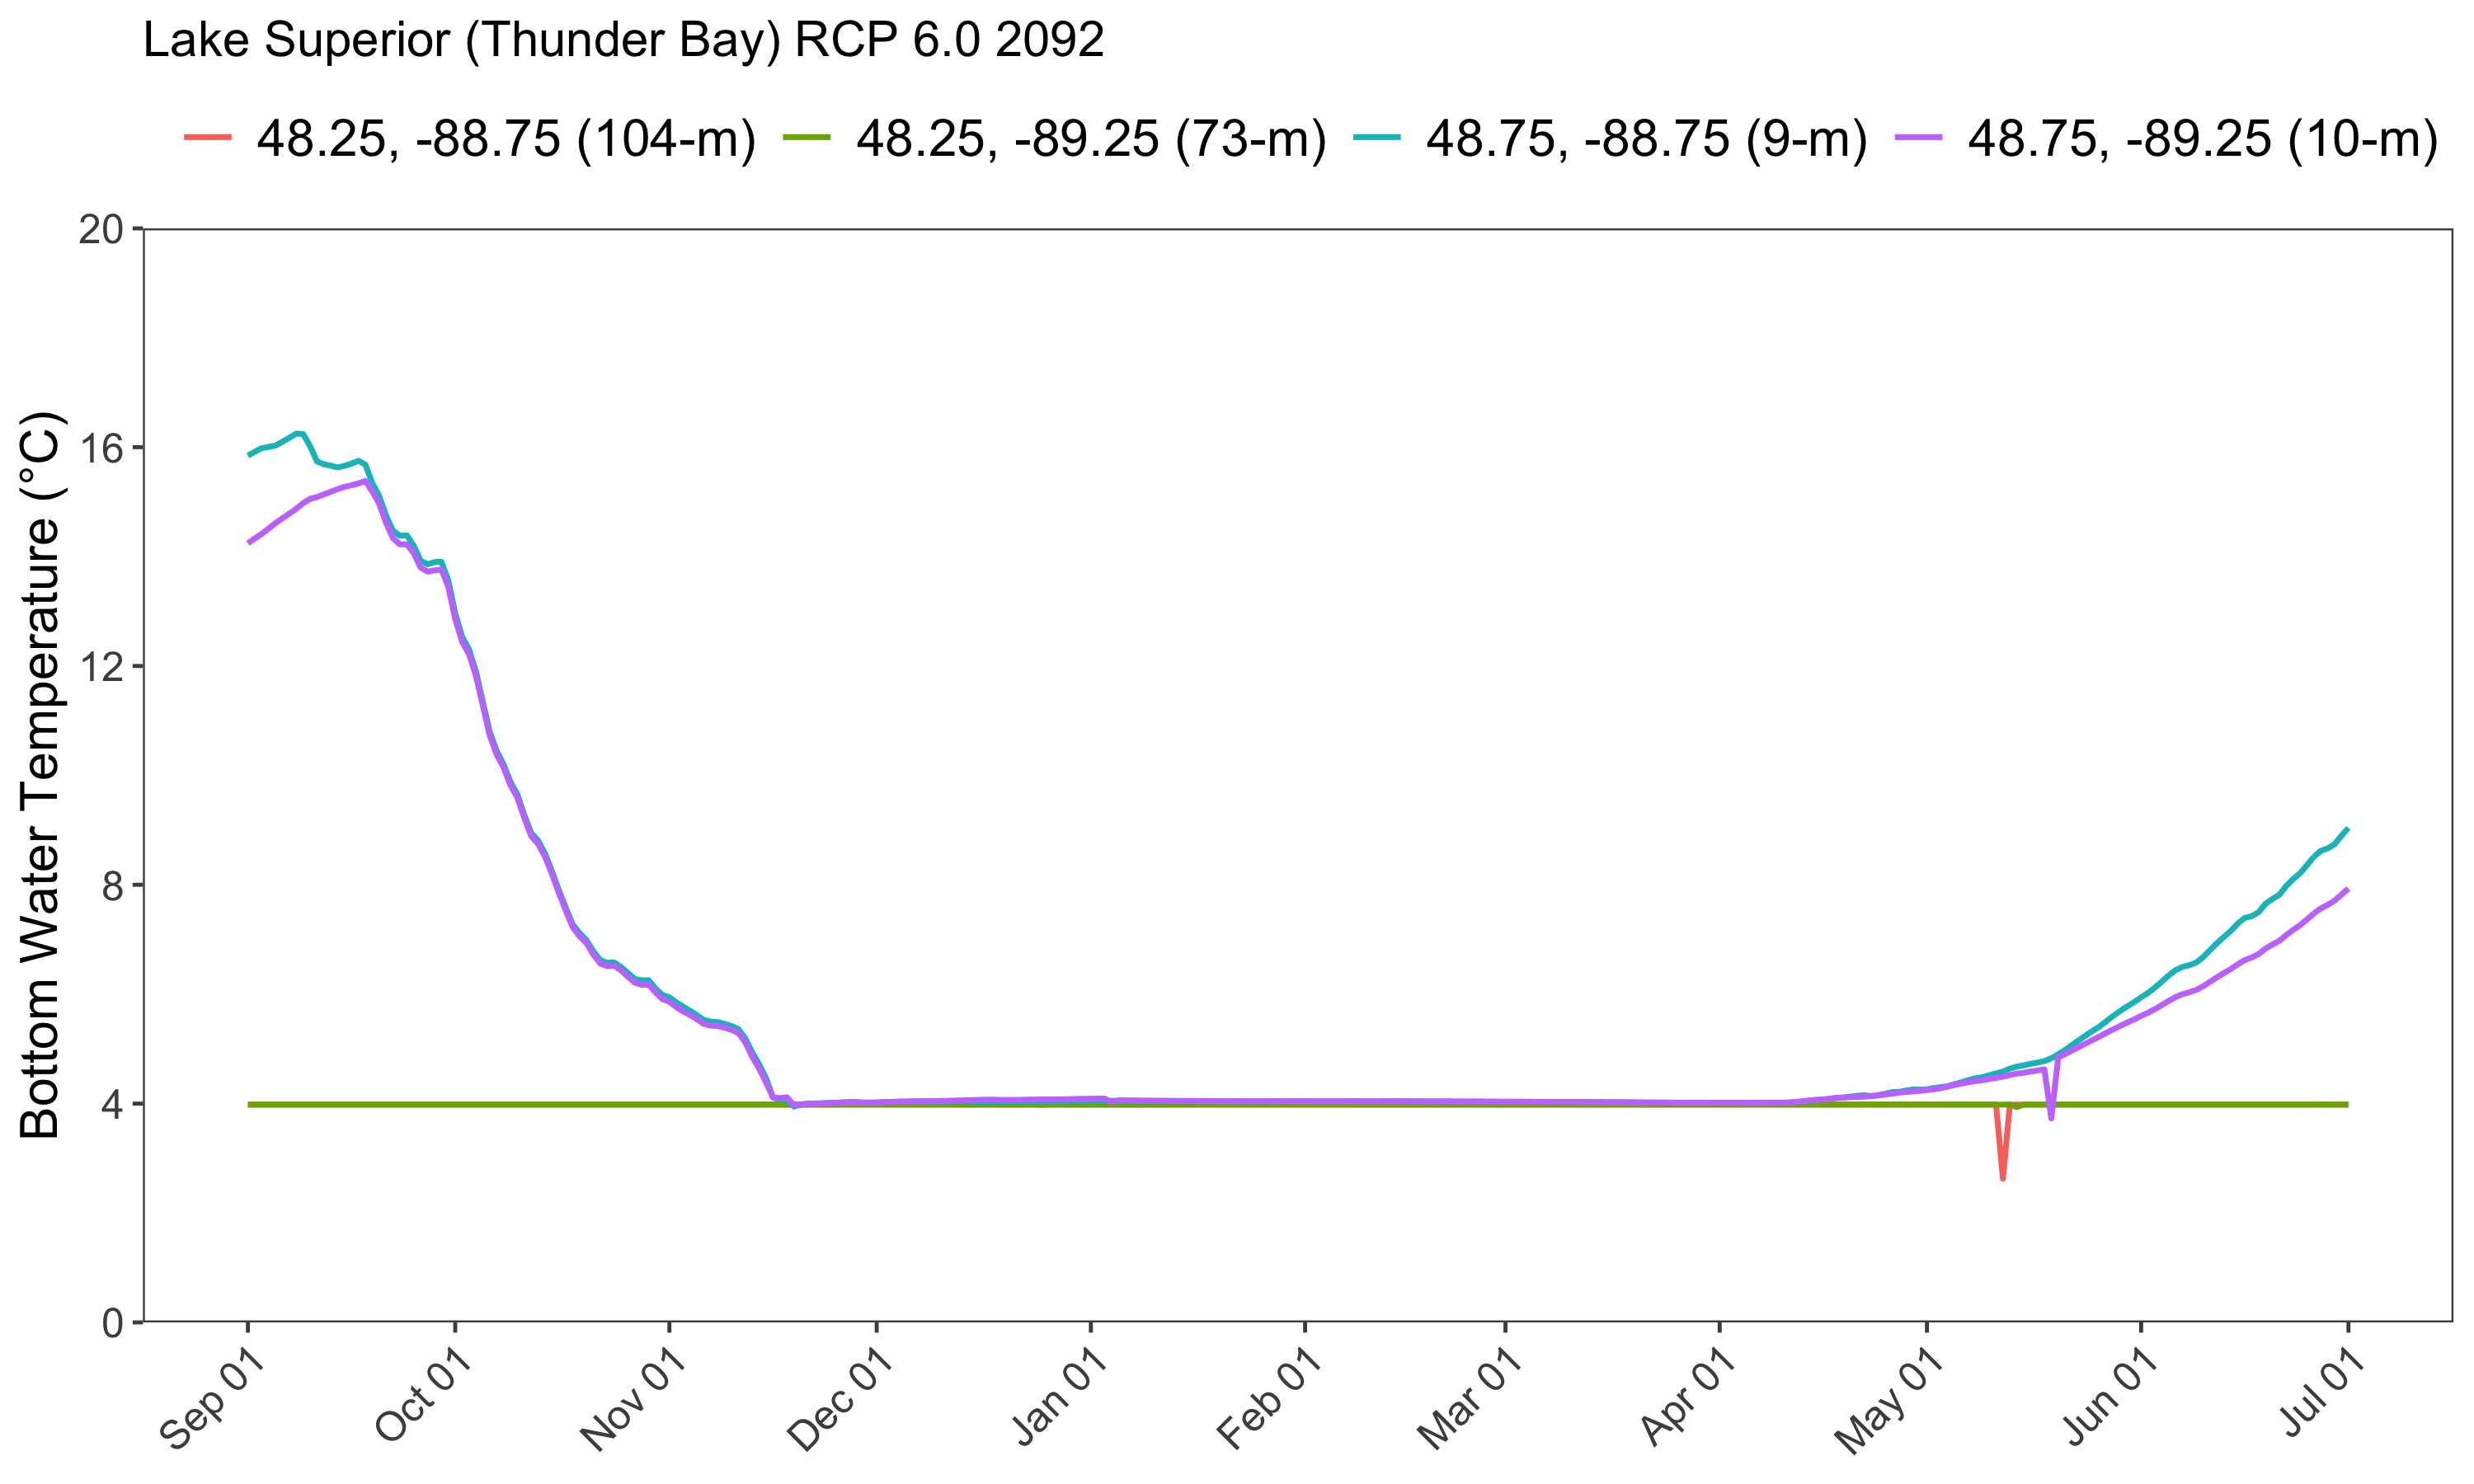 Lake Superior (Thunder Bay) RCP 6.0 2092
48.25, -88.75 (104-m) 48.25, -89.25 (73-m) 48.75, -88.75 (9-m) 48.75, -89.25 (10-m)
Bottom Water Temperature (°C)
20
16
12
8
4
0
Sep 01 Oct 01 Nov 01 Dec 01 Jan 01 Feb 01 Mar 01 Apr 01 May 01 Jun 01 Jul 01